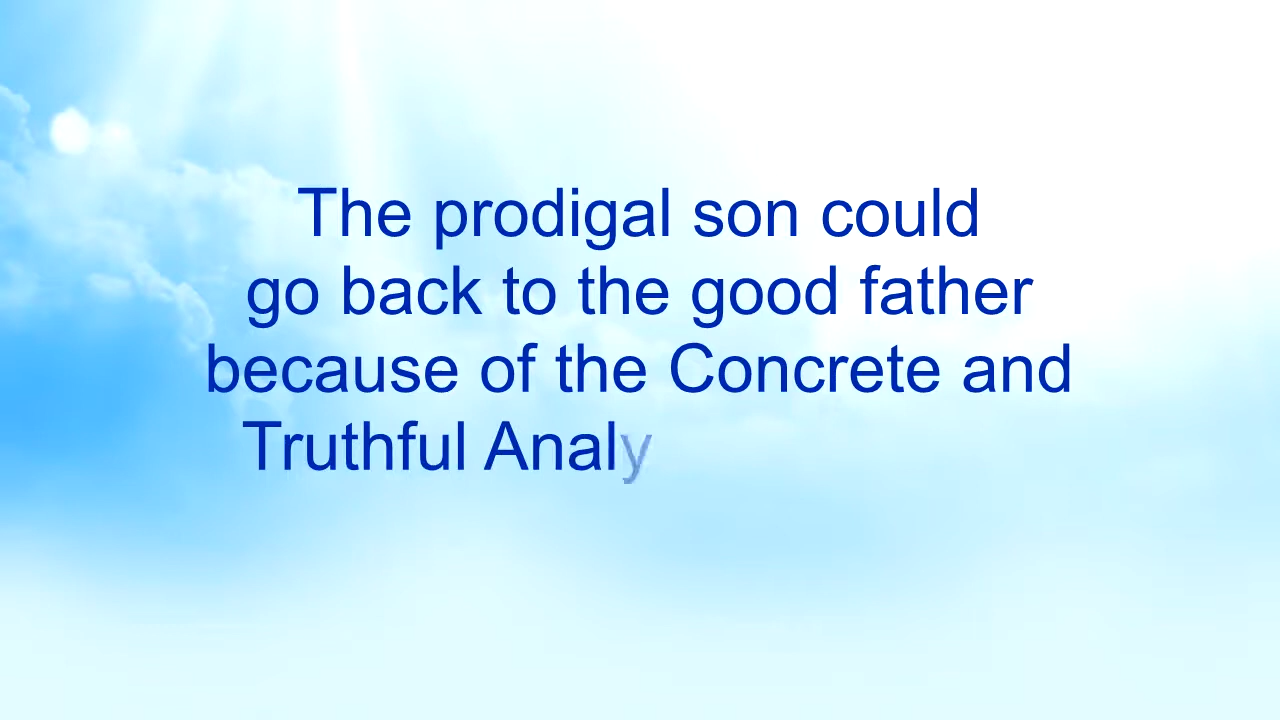 The prodigal son could
go back to the good father
because of the Concrete and
Truthful Analy